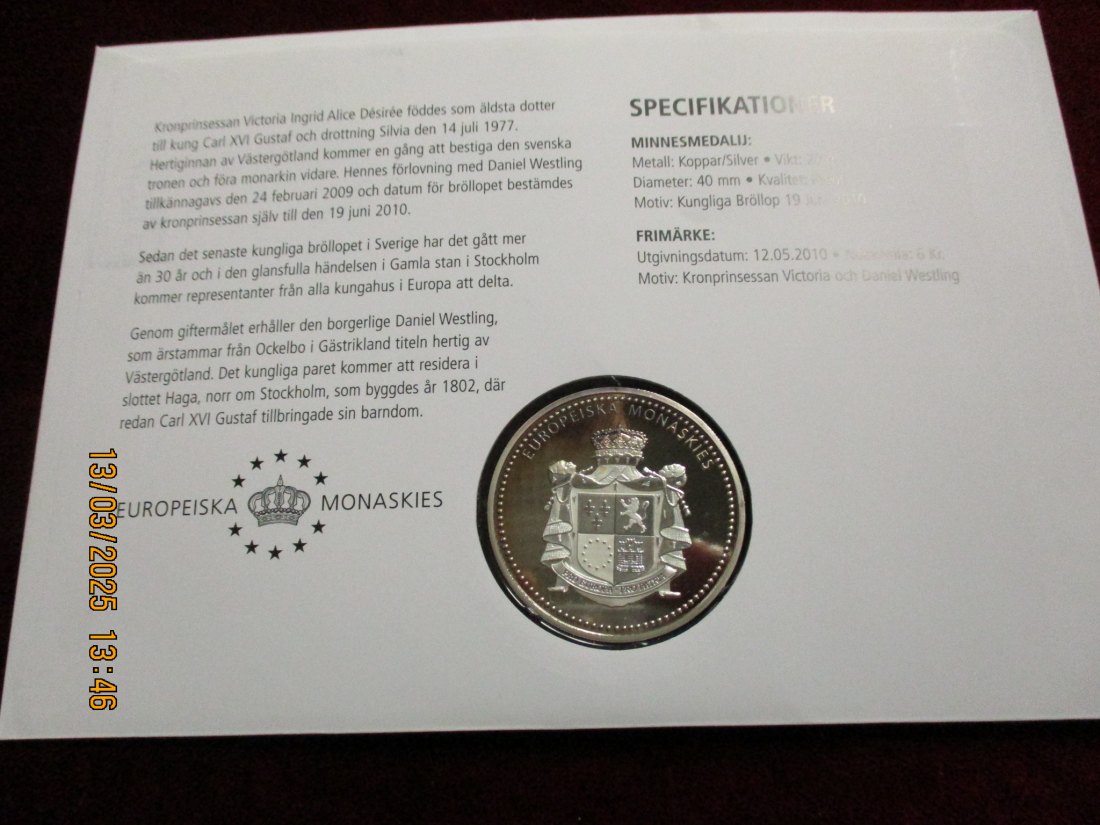 Kronprinsessan Victoria Ingrid Alice Désirée föddes som äldsta dotter
till kung Carl XVI Gustaf och drottning Silvia den 14 juli 1977.
Hertiginnan av Västergötland kommer en gång att bestiga den svenska
tronen och föra monarkin vidare. Hennes förlovning med Daniel Westling
tillkännagavs den 24 februari 2009 och datum för bröllopet bestämdes
av kronprinsessan själv till den 19 juni 2010.
Sedan det senaste kungliga bröllopet i Sverige har det gått mer
än 30 år och i den glansfulla händelsen i Gamla stan i Stockholm
kommer representanter från alla kungahus i Europa att delta.
Genom giftermålet erhåller den borgerlige Daniel Westling,
som årstammar från Ockelbo i Gästrikland titeln hertig av
Västergötland. Det kungliga paret kommer att residera i
slottet Haga, norr om Stockholm, som byggdes år 1802, där
redan Carl XVI Gustaf tillbringade sin barndom.
EUROPEISKA MONASKIES
SPECIFIKATIONER
MINNESMEDALIJ:
Metall: Koppar/Silver • Vikt:
Diameter: 40 mm • Kvalitet:
Motiv: Kungliga Bröllop 19 juni 2010
FRIMÄRKE:
Utgivningsdatum: 12.05.2010 • 6 Kr.
Motiv: Kronprinsessan Victoria och Daniel Westling
EUROPEISKA MONASKIES
13/03/2025 13:46